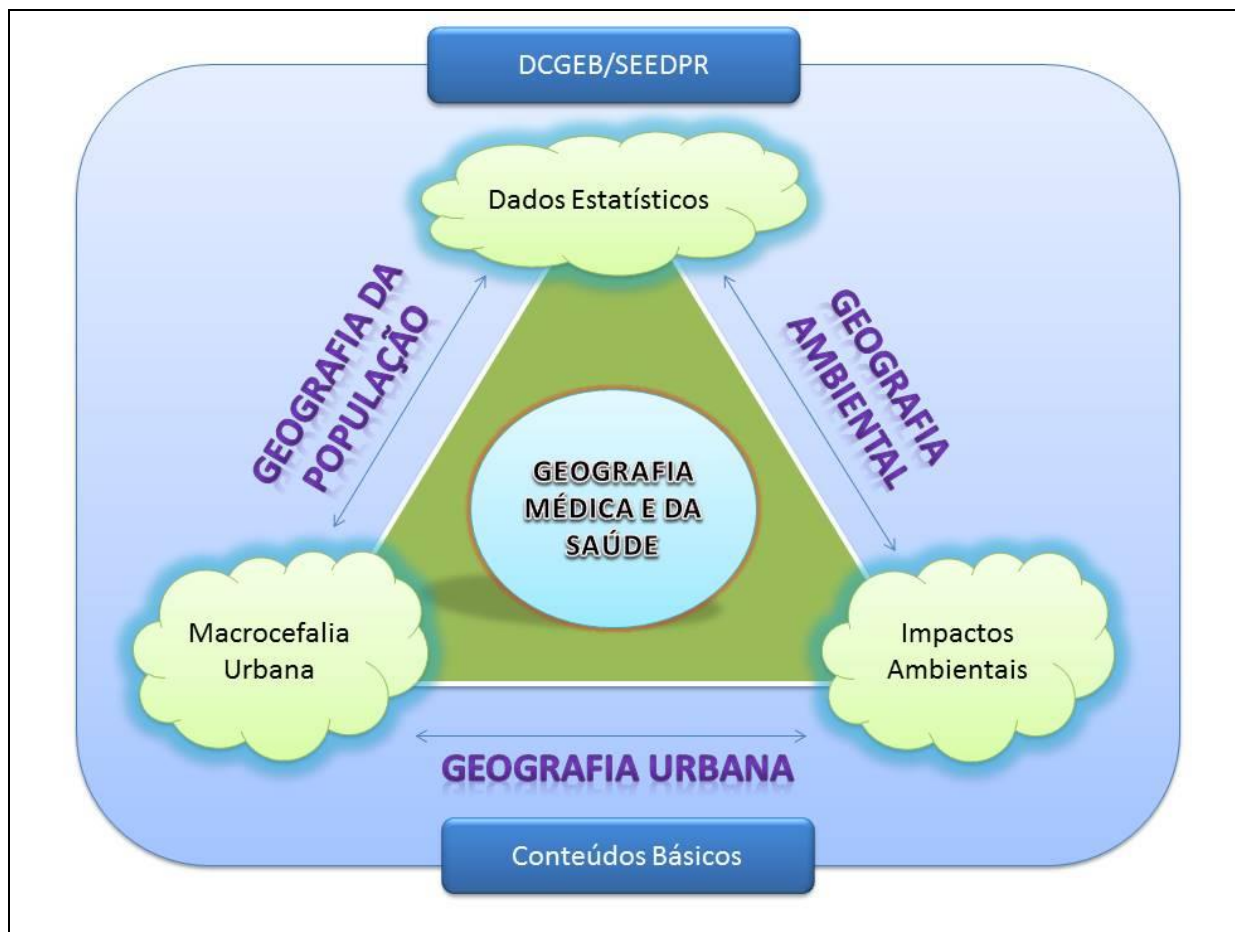 DCGEB/SEEDPR
Dados Estatísticos
GEOGRAFIA DA
POPULAÇÃO
GEOGRAFIA
AMBIENTAL
GEOGRAFIA
MÉDICA E DA
SAÚDE
Macrocefalia
Urbana
Impactos
Ambientais
GEOGRAFIA URBANA
Conteúdos Básicos